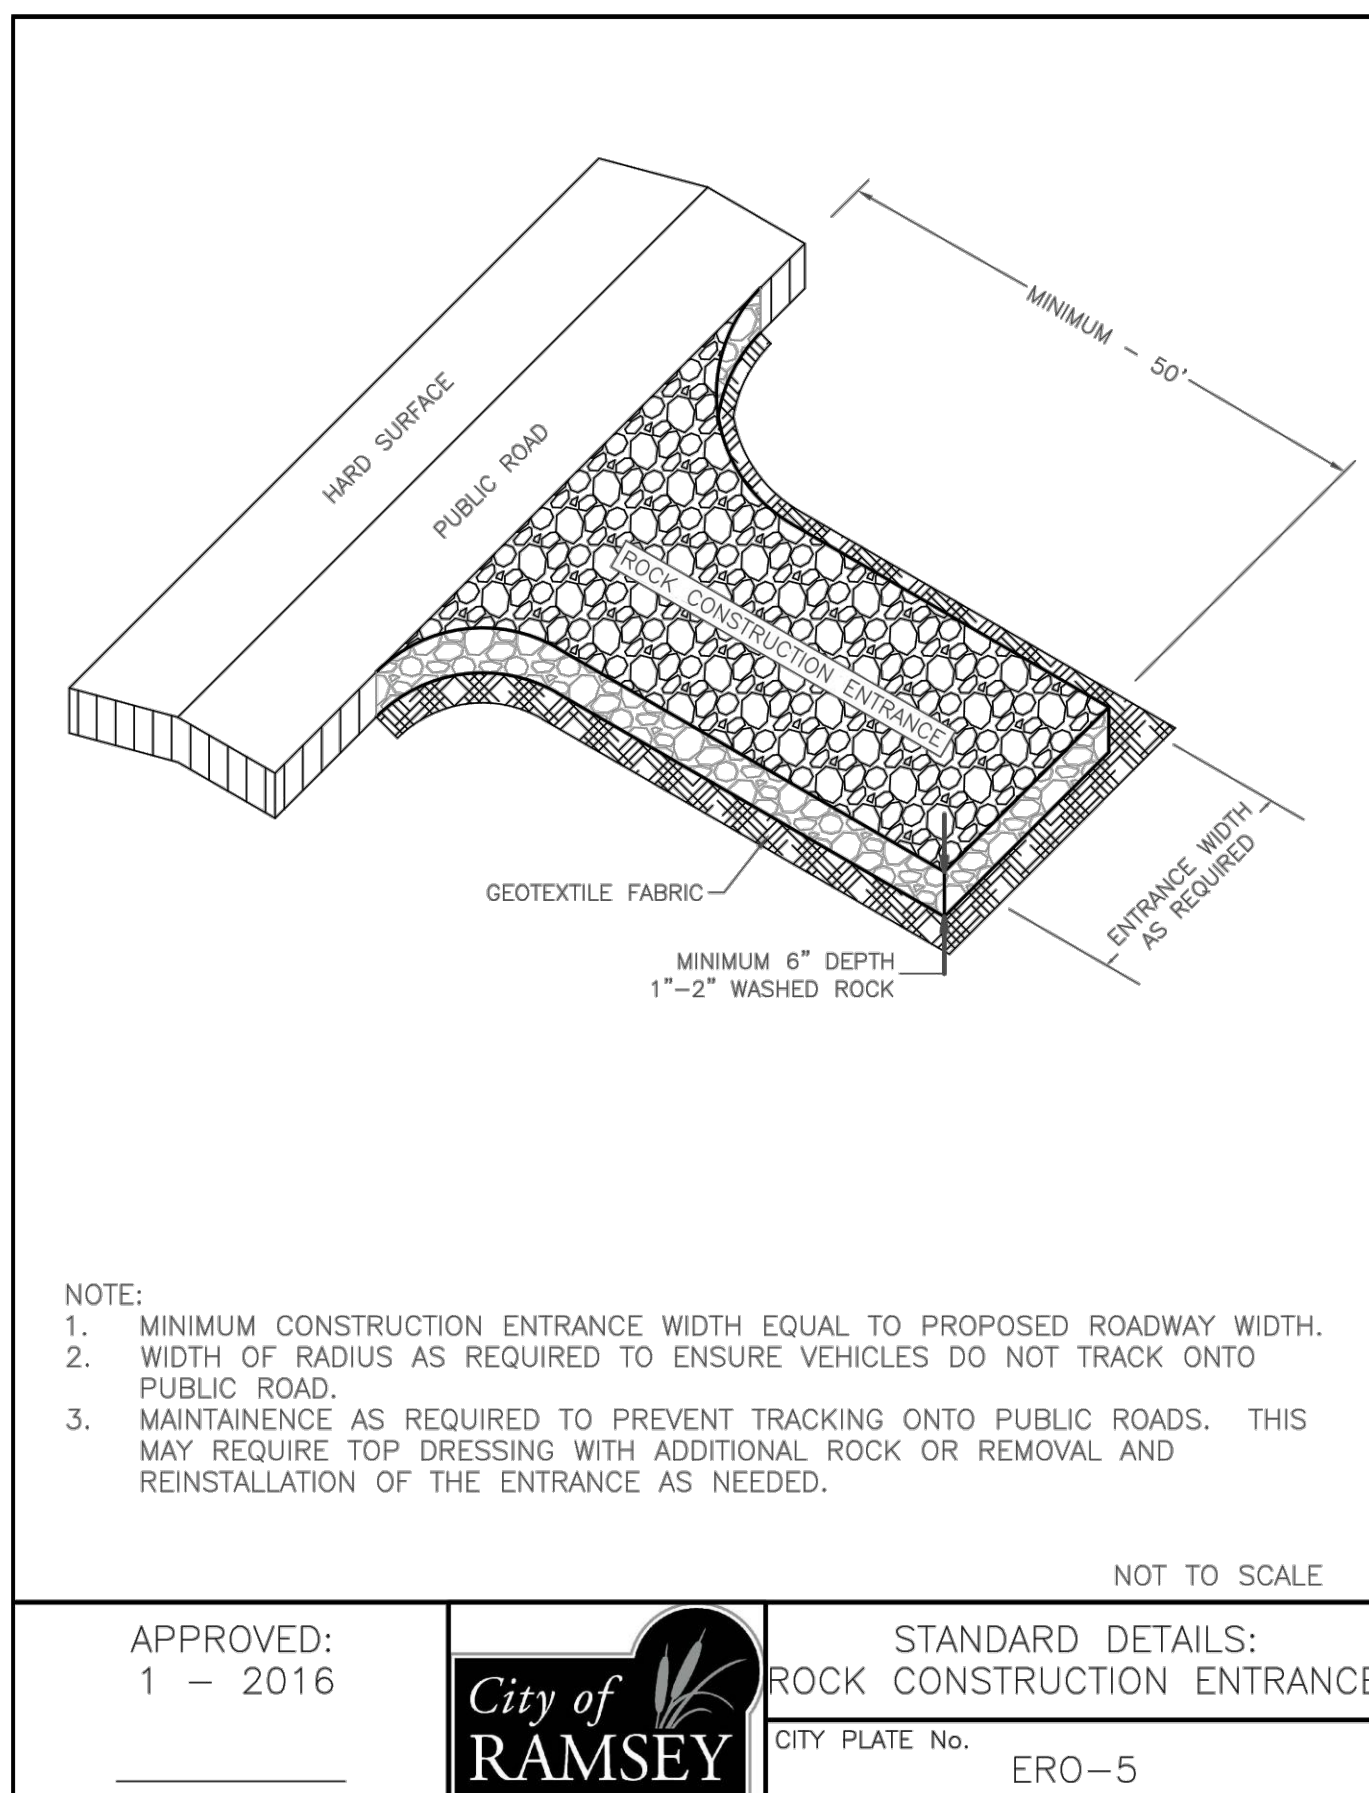 HARD SURFACE
PUBLIC ROAD
MINIMUM - 50'
ROCK CONSTRUCTION ENTRANCE
ENTRANCE WIDTH
AS REQUIRED
GEOTEXTILE FABRIC
MINIMUM 6" DEPTH
1"-2" WASHED ROCK
NOTE:
1. MINIMUM CONSTRUCTION ENTRANCE WIDTH EQUAL TO PROPOSED ROADWAY WIDTH.
2. WIDTH OF RADIUS AS REQUIRED TO ENSURE VEHICLES DO NOT TRACK ONTO
PUBLIC ROAD.
3. MAINTAINENCE AS REQUIRED TO PREVENT TRACKING ONTO PUBLIC ROADS. THIS
MAY REQUIRE TOP DRESSING WITH ADDITIONAL ROCK OR REMOVAL AND
REINSTALLATION OF THE ENTRANCE AS NEEDED.
NOT TO SCALE
APPROVED:
1 - 2016
City of
RAMSEY
STANDARD DETAILS:
ROCK CONSTRUCTION ENTRANCE
CITY PLATE No.
ERO-5